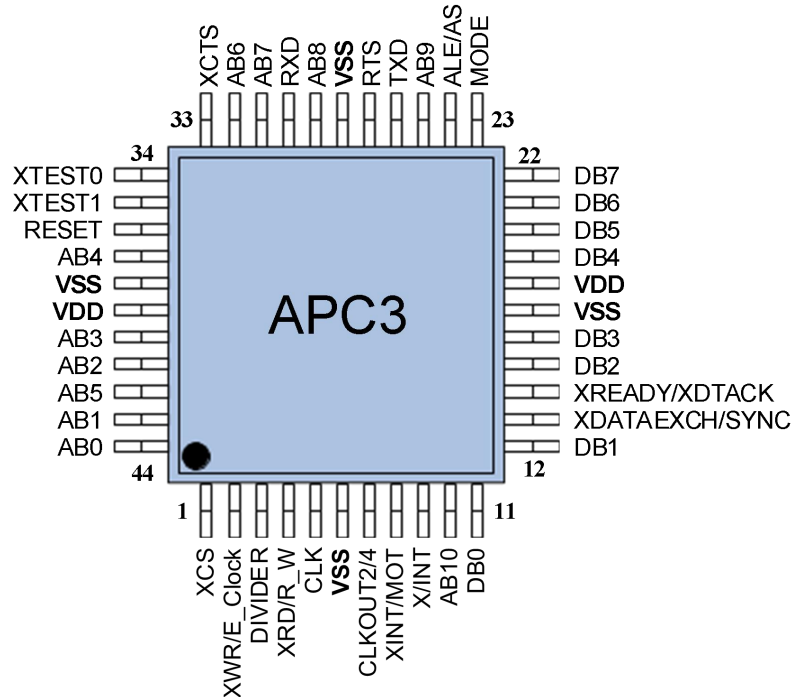 XCTS
AB6
AB7
RXD
AB8
VSS
RTS
TXD
AB9
ALE/AS
MODE
33
23
34
22
XTEST0
XTEST1
RESET
AB4
VSS
VDD
AB3
AB2
AB5
AB1
AB0
APC3
DB7
DB6
DB5
DB4
VDD
VSS
DB3
DB2
XREADY/XDTACK
XDATAEXCH/SYNC
DB1
44
12
1
11
XCS
XWR/E_Clock
DIVIDER
XRD/R_W
CLK
VSS
CLKOUT2/4
XINT/MOT
X/INT
AB10
DB0